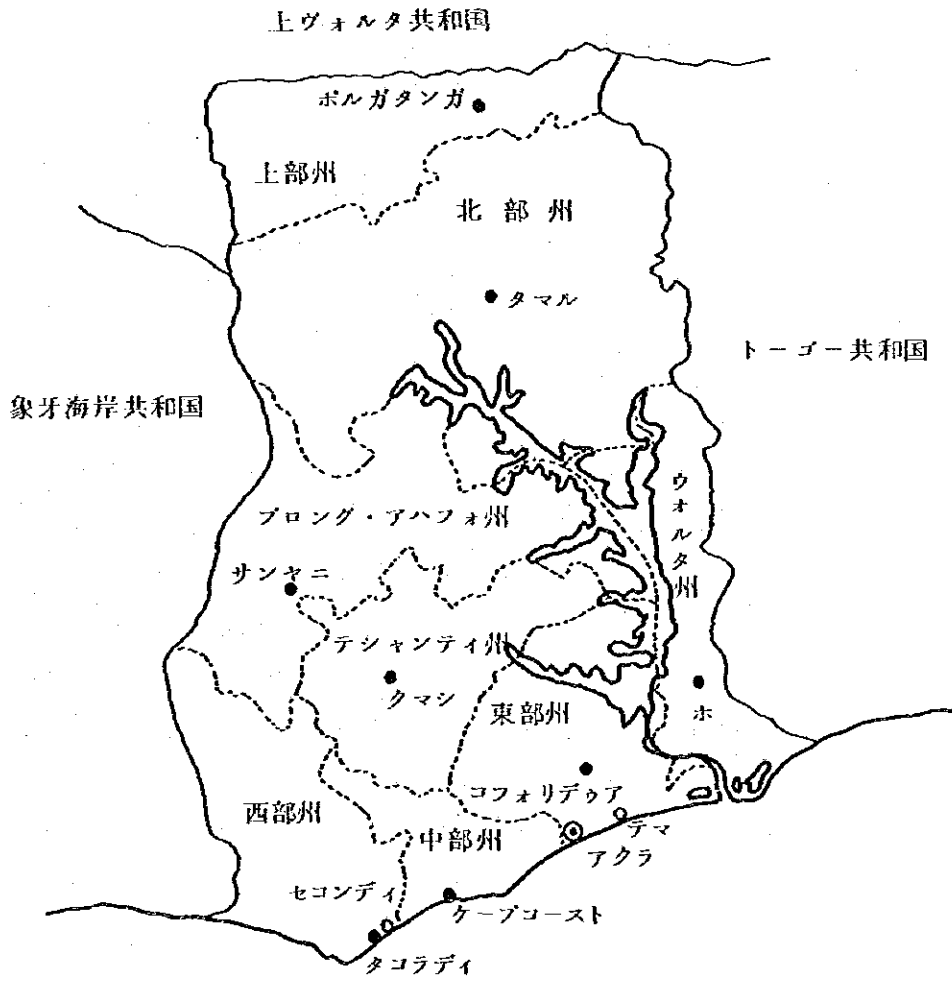 上ヴォルタ共和国
ボルガタンガ
上部州
北部州
タマル
トーゴー共和国
象牙海岸共和国
ウォルタ州
ブロング・アハフォ州
サンヤニ
テシャンティ州
クマシ
東部州
ホ
コフォリデゥア
西部州
中部州
テマ
アクラ
セコンディ
ケープコースト
タコラディ